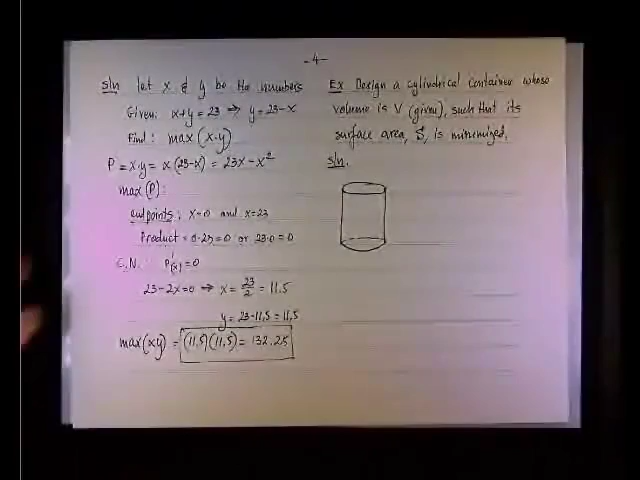 -4-
Sln let x & y be the numbers
Given: x+y=23 ⇒ y=23-x
Find: max(x·y)
P=x·y=x(23-x)=23x-x²
max(P):
endpoints: x=0 and x=23
Product=0·23=0 or 23·0=0
C.N. P'(x)=0
23-2x=0 → x=23/2=11.5
y=23-11.5=11.5
max(xy)=(11.5)(11.5)=132.25
Ex Design a cylindrical container whose
volume is V (given), such that its
surface area, S, is minimized.
Sln.